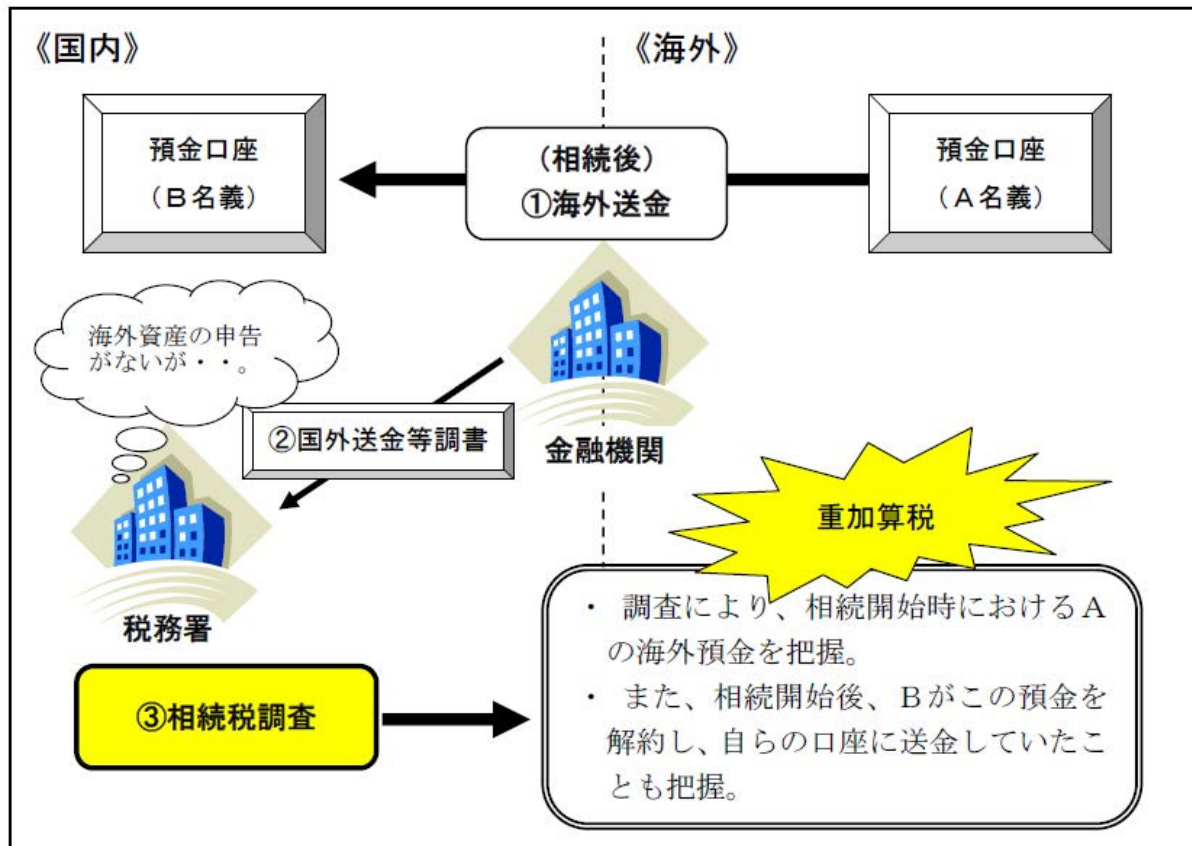 《国内》
《海外》
預金口座
（Ｂ名義）
（相続後）
①海外送金
預金口座
（Ａ名義）
海外資産の申告
がないが・・。
②国外送金等調書
金融機関
税務署
重加算税
③相続税調査
・ 調査により、相続開始時におけるＡ
の海外預金を把握。
・ また、相続開始後、Ｂがこの預金を
解約し、自らの口座に送金していたこ
とも把握。